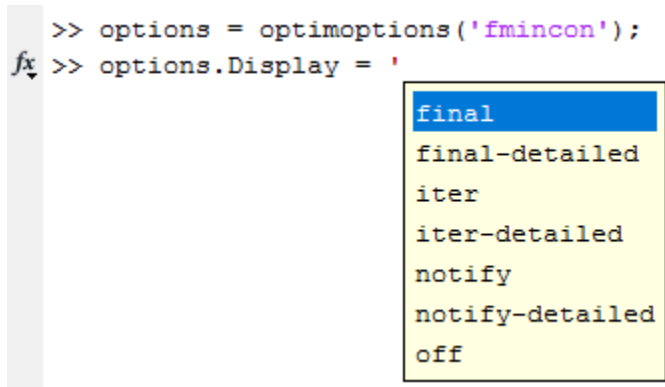 >> options = optimoptions('fmincon');
fx >> options.Display = '
final
final-detailed
iter
iter-detailed
notify
notify-detailed
off